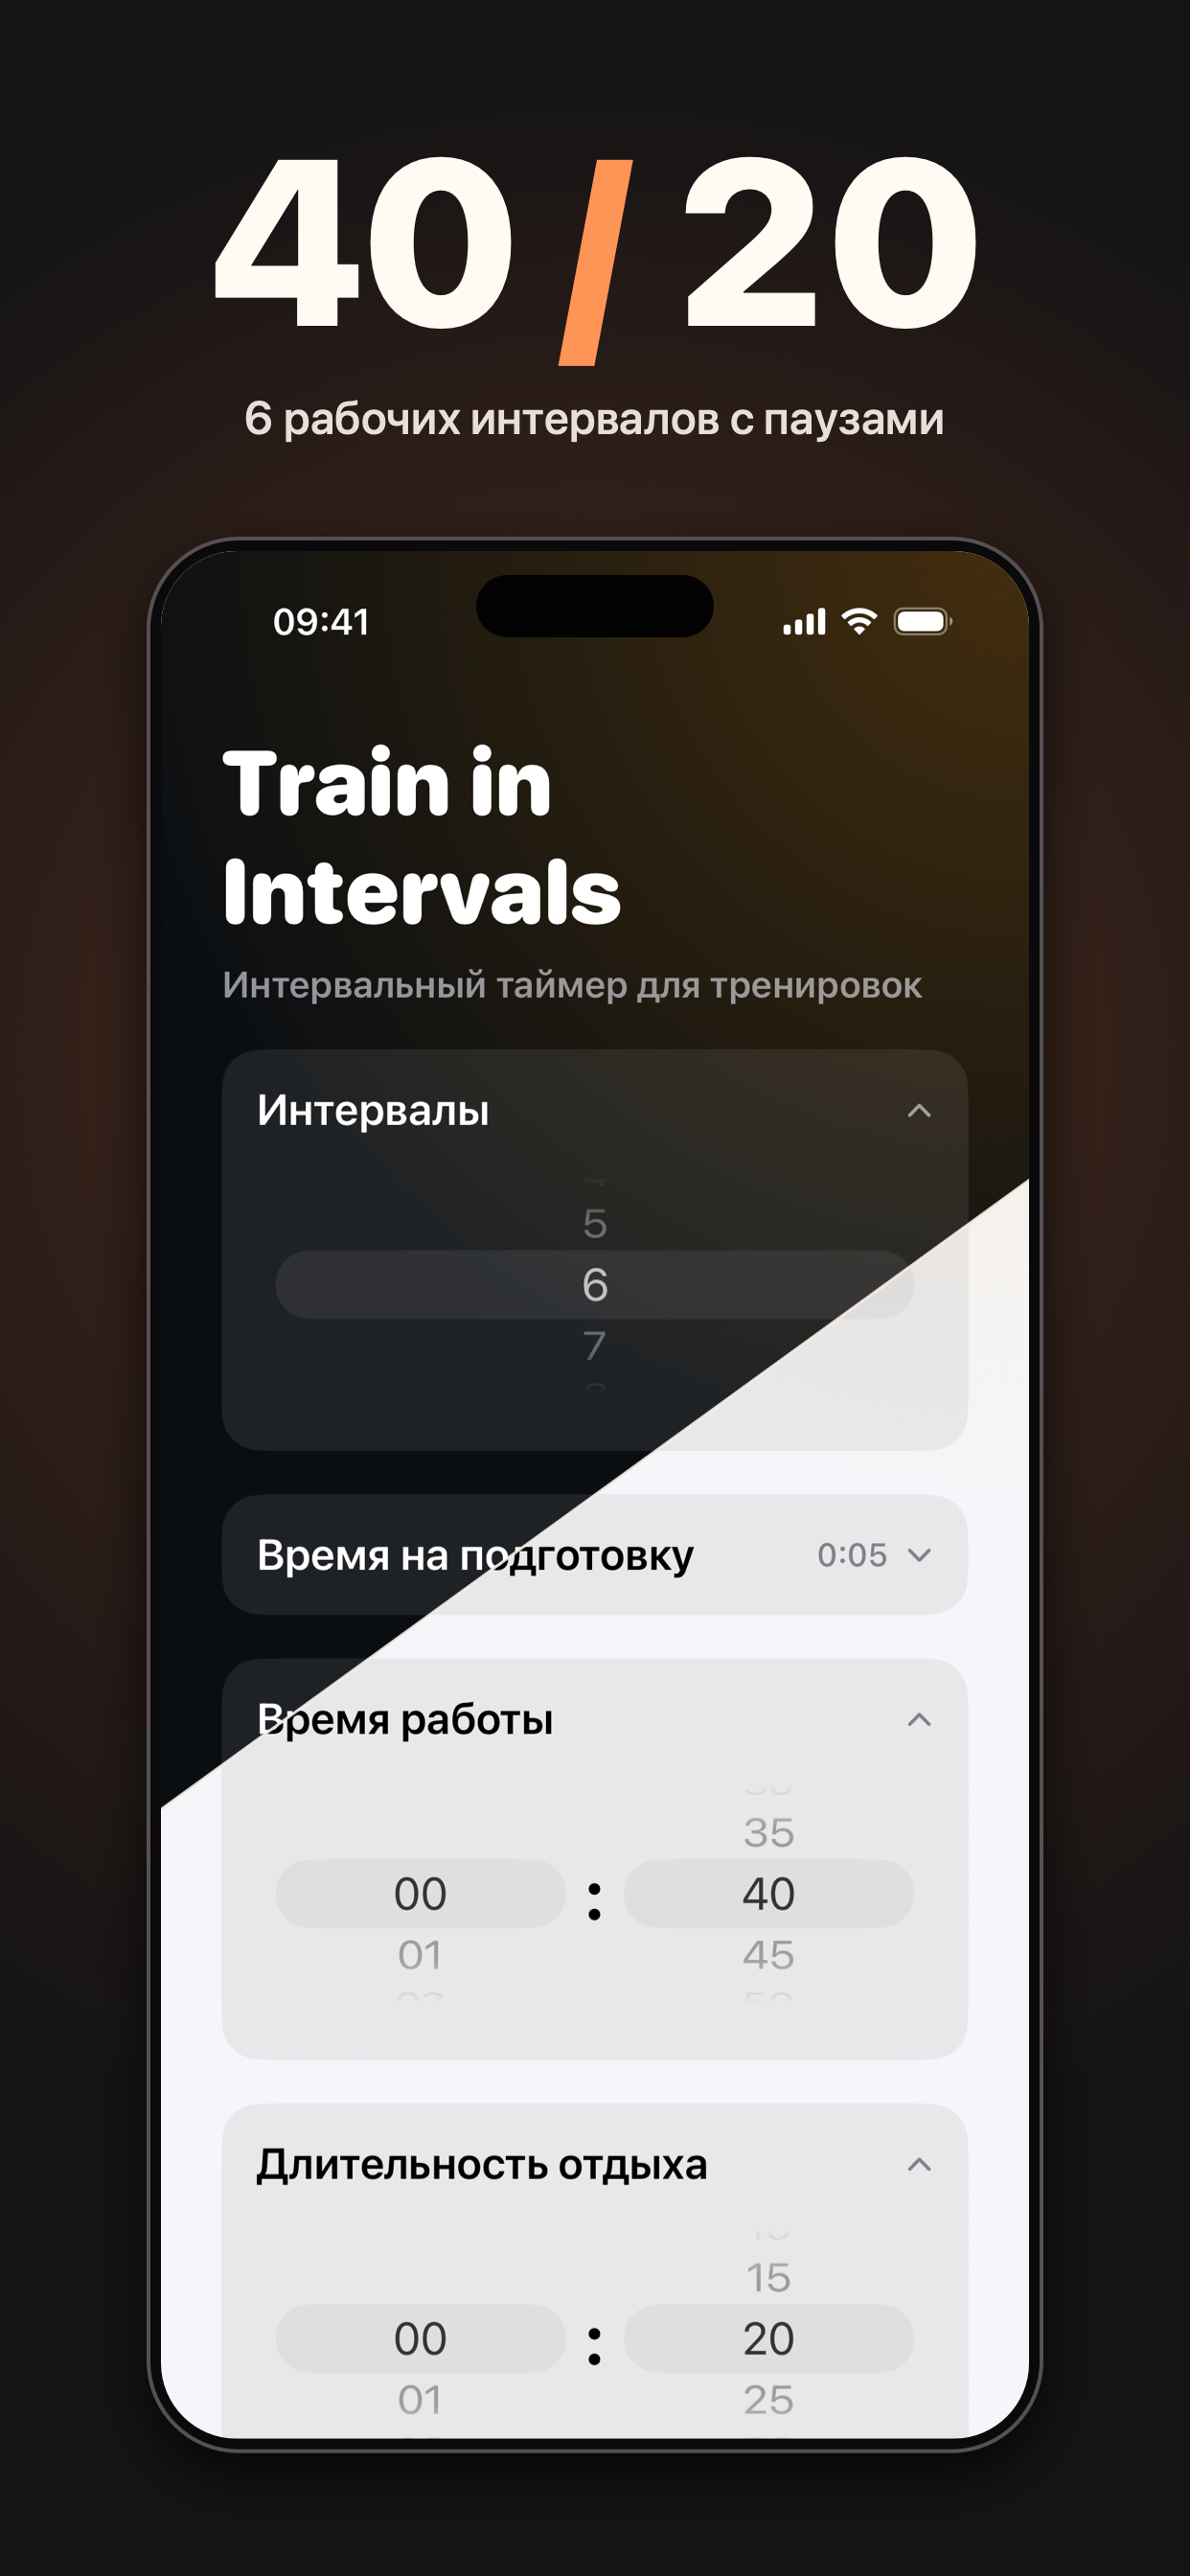 40 / 20
6 рабочих интервалов с паузами
09:41
Train in
Intervals
Интервальный таймер для тренировок
Интервалы
5
6
7
Время на подготовку 0:05
Время работы
35
00 : 40
01 45
Длительность отдыха
15
00 : 20
01 25